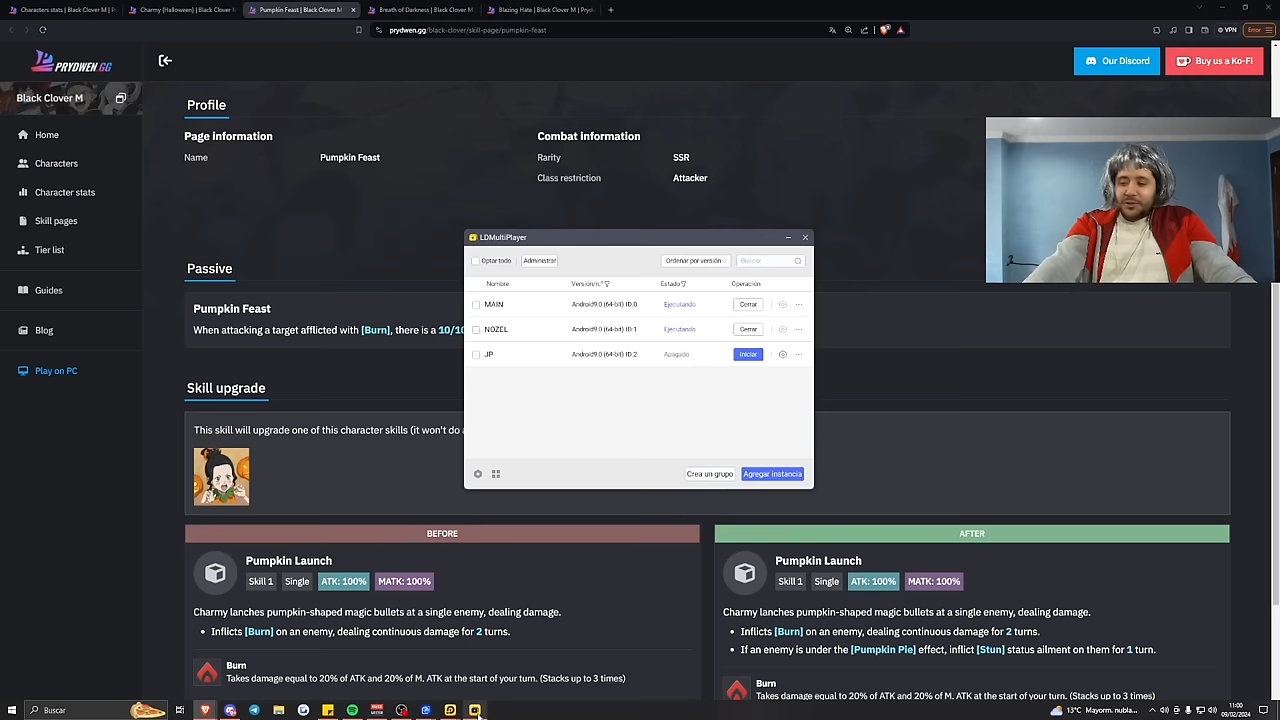 Characters stats | Black Clover M | P
Charmy [Halloween] | Black Clover M
Pumpkin Feast | Black Clover M
Breath of Darkness | Black Clover M
Blazing Hate | Black Clover M | Pryd
prydwen.gg/black-clover/skill-page/pumpkin-feast
VPN
Error
PRYDWEN.GG
Our Discord
Buy us a Ko-Fi
Black Clover M
Home
Characters
Character stats
Skill pages
Tier list
Guides
Blog
Play on PC
Profile
Page information
Combat information
Name
Pumpkin Feast
Rarity
SSR
Class restriction
Attacker
Passive
Pumpkin Feast
When attacking a target afflicted with [Burn], there is a 10/10
Skill upgrade
This skill will upgrade one of this character skills (it won't do a
LDMultiPlayer
Optar todo
Administrar
Ordenar por versión
Buscar
Nombre
Versión/n.º
Estado
Operación
MAIN
Android9.0 (64-bit) ID:0
Ejecutando
Cerrar
NOZEL
Android9.0 (64-bit) ID:1
Ejecutando
Cerrar
JP
Android9.0 (64-bit) ID:2
Apagado
Iniciar
Crea un grupo
Agregar instancia
BEFORE
Pumpkin Launch
Skill 1
Single
ATK: 100%
MATK: 100%
Charmy lanches pumpkin-shaped magic bullets at a single enemy, dealing damage.
• Inflicts [Burn] on an enemy, dealing continuous damage for 2 turns.
Burn
Takes damage equal to 20% of ATK and 20% of M. ATK at the start of your turn. (Stacks up to 3 times)
AFTER
Pumpkin Launch
Skill 1
Single
ATK: 100%
MATK: 100%
Charmy lanches pumpkin-shaped magic bullets at a single enemy, dealing damage.
• Inflicts [Burn] on an enemy, dealing continuous damage for 2 turns.
• If an enemy is under the [Pumpkin Pie] effect, inflict [Stun] status ailment on them for 1 turn.
Burn
Takes damage equal to 20% of ATK and 20% of M. ATK at the start of your turn. (Stacks up to 3 times)
Buscar
13°C Mayorm. nubla...
11:00
09/02/2024